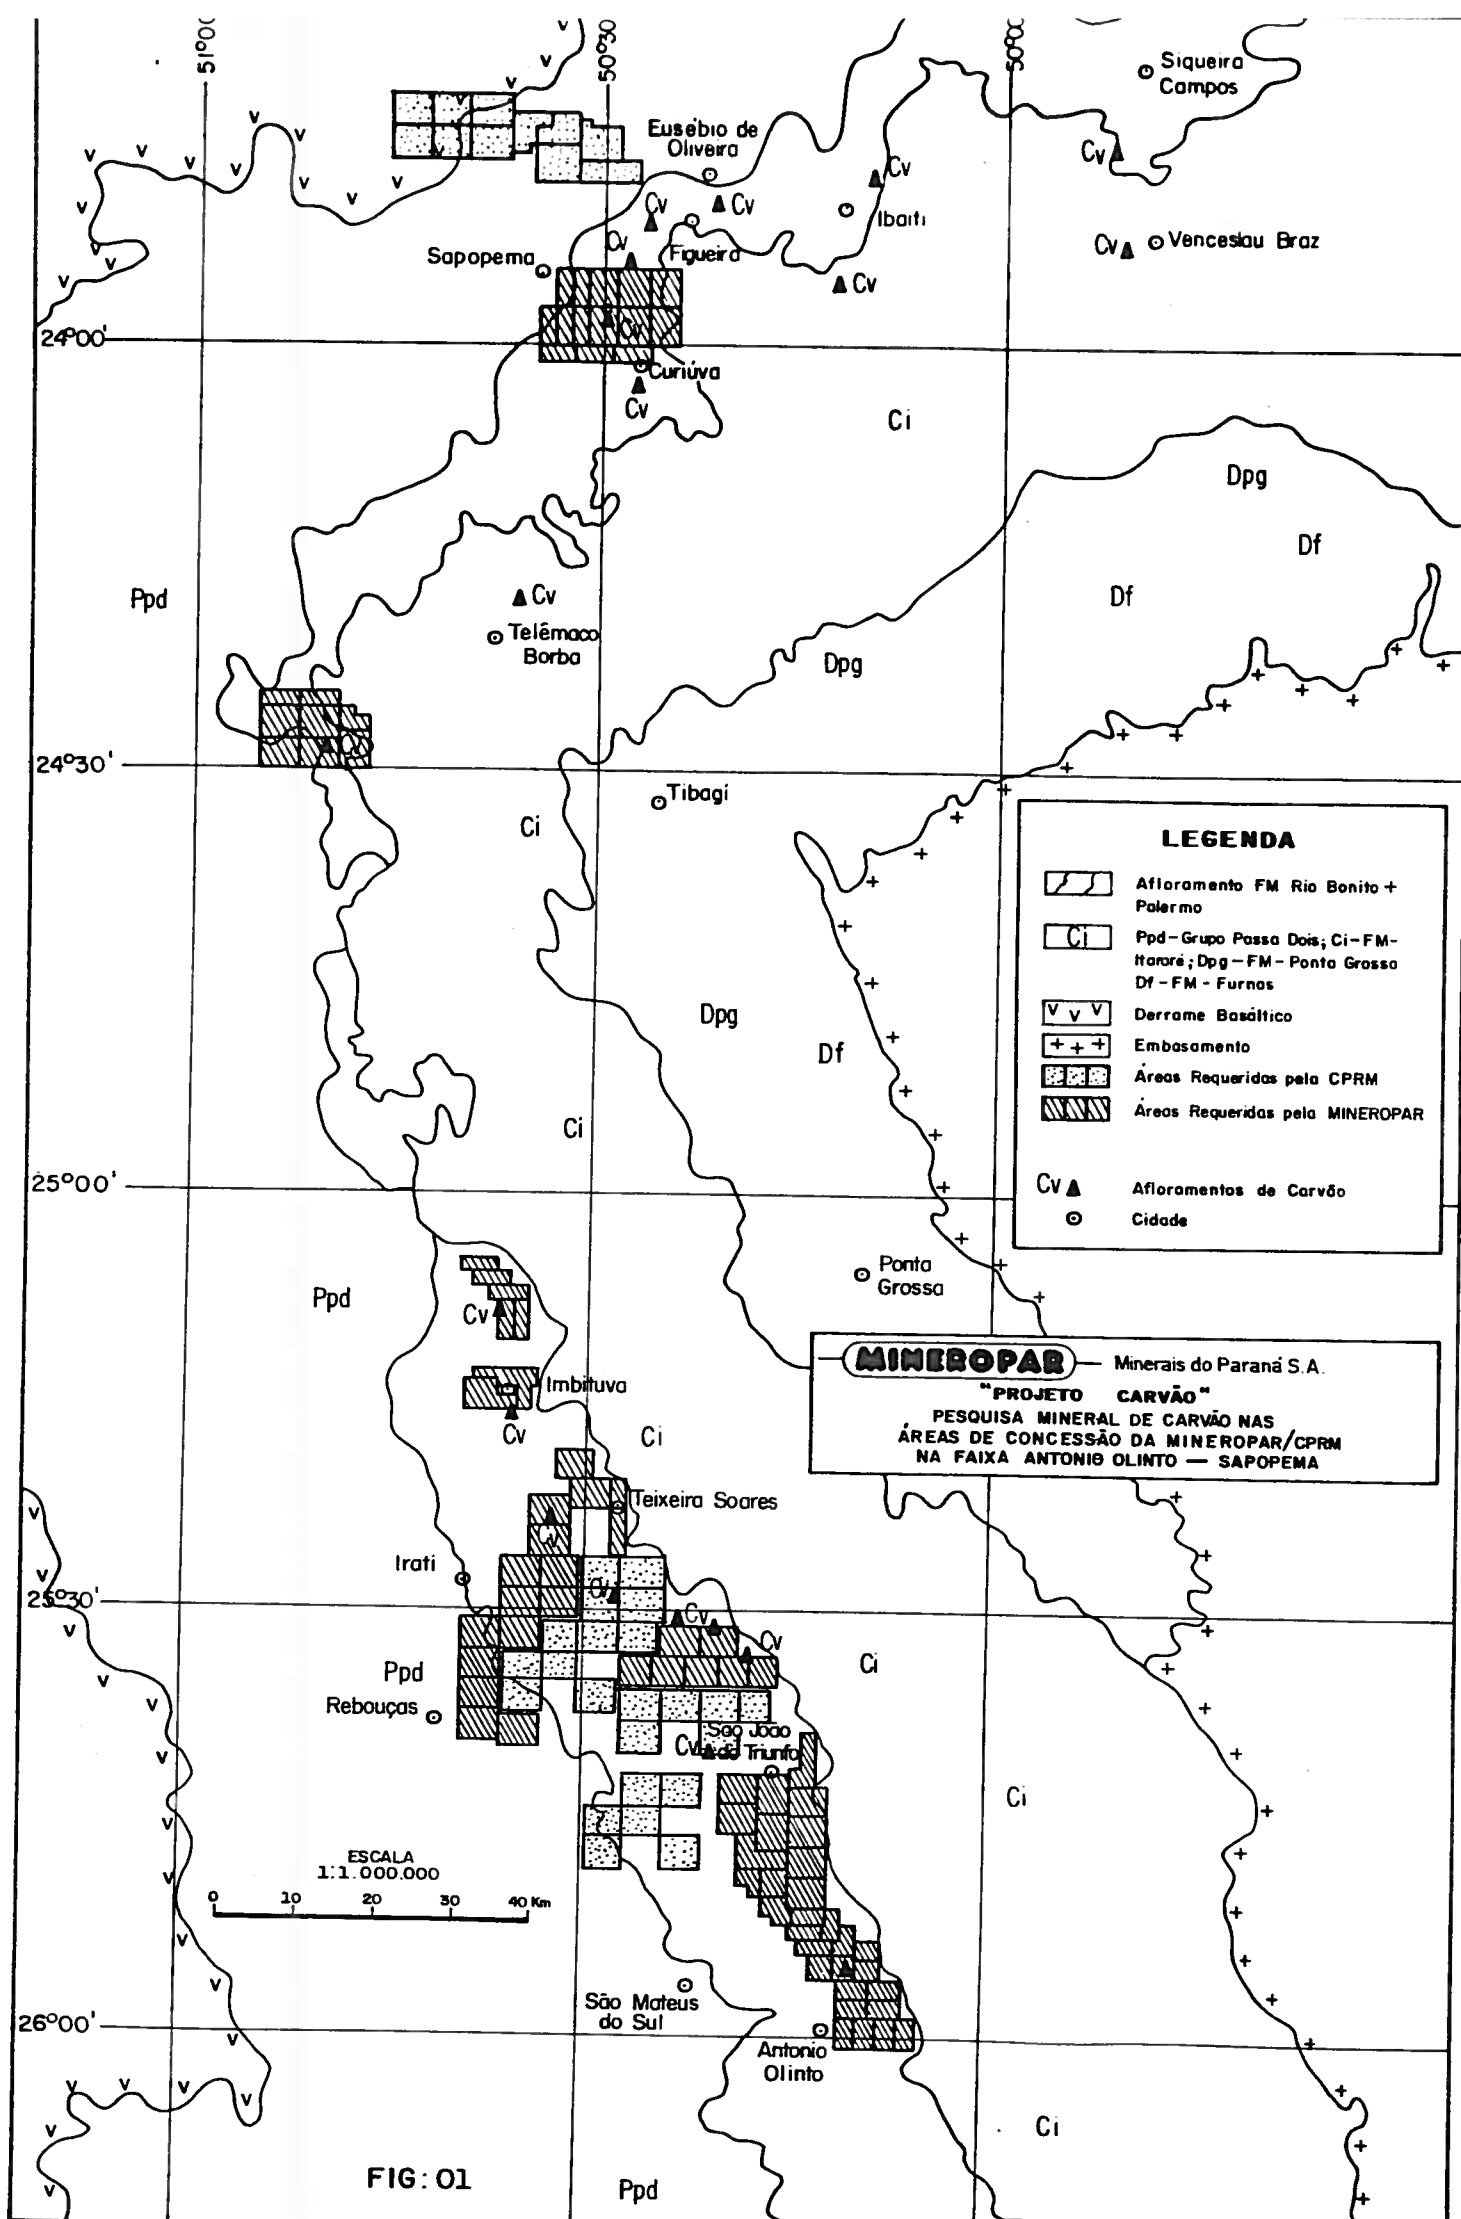 51°00
50°30
50°00
Siqueira
Campos
Eusébio de
Oliveira
Cv
Cv
Cv
Cv
Ibaiti
Cv
Venceslau Braz
Cv
Figueira
Sapopema
Cv
24°00'
Cv
Curiúva
Cv
Ci
Dpg
Df
Df
Ppd
Cv
Telêmaco
Borba
Dpg
Cv
24°30'
Tibagi
Ci
LEGENDA
Afloramento FM Rio Bonito +
Palermo
Ci
Ppd-Grupo Passa Dois; Ci-FM-
Itararé; Dpg-FM-Ponta Grossa
Df-FM-Furnas
V V V
Derrame Basáltico
+ + +
Embasamento
Áreas Requeridas pela CPRM
Áreas Requeridas pela MINEROPAR
Cv
Afloramentos de Carvão
Cidade
Dpg
Df
Ci
25°00'
Ponta
Grossa
Ppd
Cv
MINEROPAR
Minerais do Paraná S.A.
"PROJETO CARVÃO"
PESQUISA MINERAL DE CARVÃO NAS
ÁREAS DE CONCESSÃO DA MINEROPAR/CPRM
NA FAIXA ANTONIO OLINTO — SAPOPEMA
Imbituva
Cv
Ci
Teixeira Soares
Cv
Irati
Cv
25°30'
Cv
Cv
Ci
Ppd
Rebouças
São João
do Triunfo
Cv
Ci
ESCALA
1:1.000.000
0 10 20 30 40 Km
São Mateus
do Sul
26°00'
Antonio
Olinto
Ci
FIG: 01
Ppd